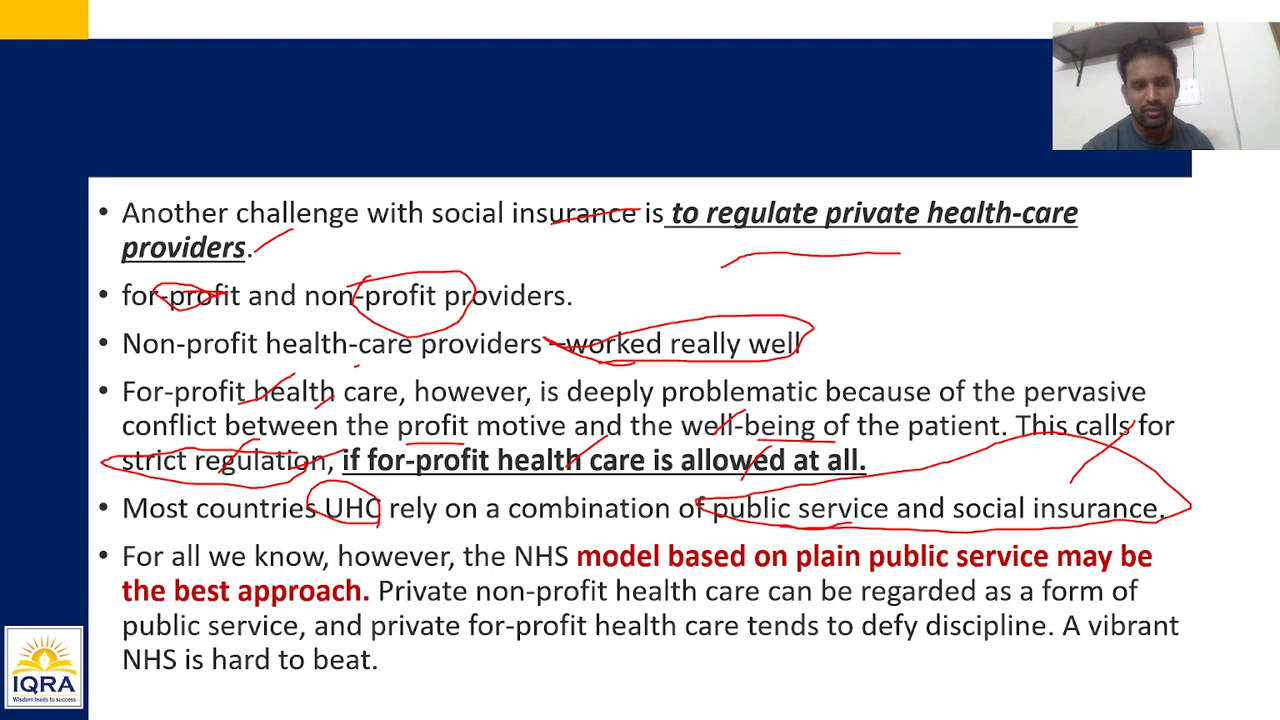 • Another challenge with social insurance is to regulate private health-care
providers.
• for-profit and non-profit providers.
• Non-profit health-care providers –worked really well
• For-profit health care, however, is deeply problematic because of the pervasive
conflict between the profit motive and the well-being of the patient. This calls for
strict regulation, if for-profit health care is allowed at all.
• Most countries UHC rely on a combination of public service and social insurance.
• For all we know, however, the NHS model based on plain public service may be
the best approach. Private non-profit health care can be regarded as a form of
public service, and private for-profit health care tends to defy discipline. A vibrant
NHS is hard to beat.
IQRA
Wisdom leads to success